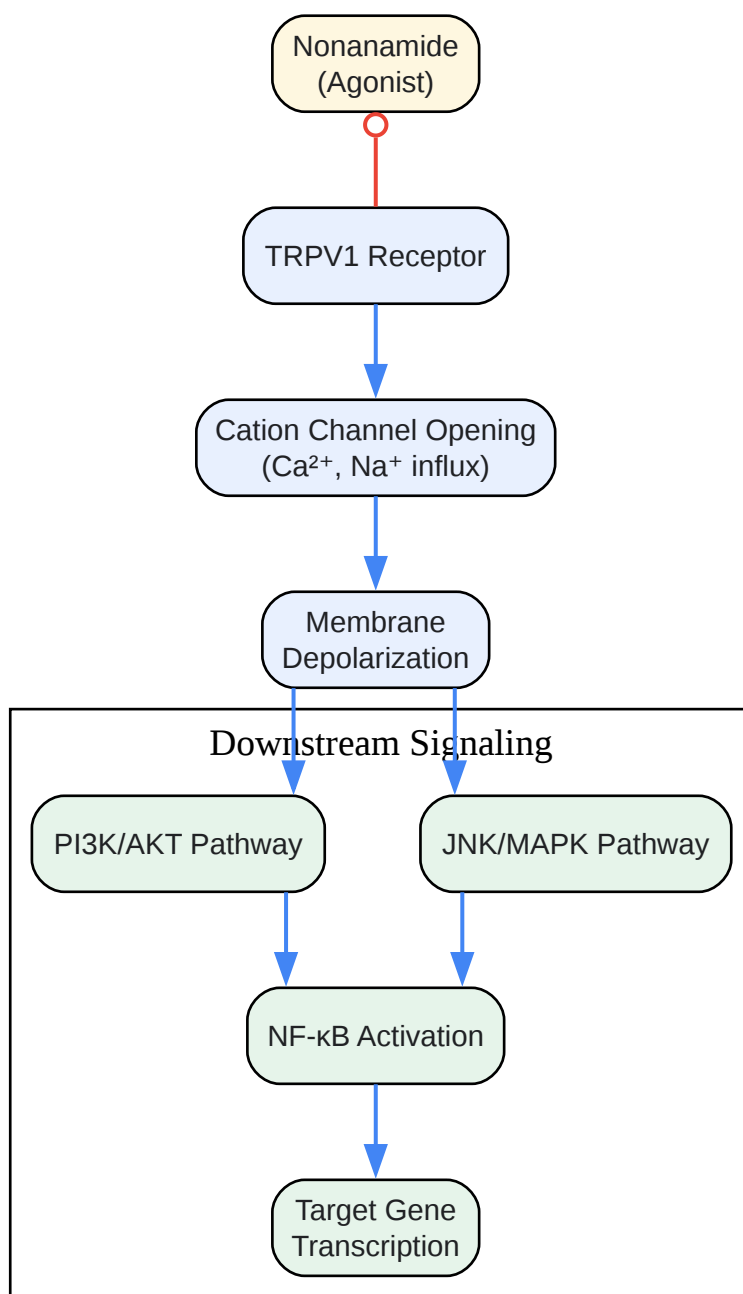 Nonanamide
(Agonist)
TRPV1 Receptor
Cation Channel Opening
(Ca²⁺, Na⁺ influx)
Membrane
Depolarization
Downstream Signaling
PI3K/AKT Pathway
JNK/MAPK Pathway
NF-κB Activation
Target Gene
Transcription